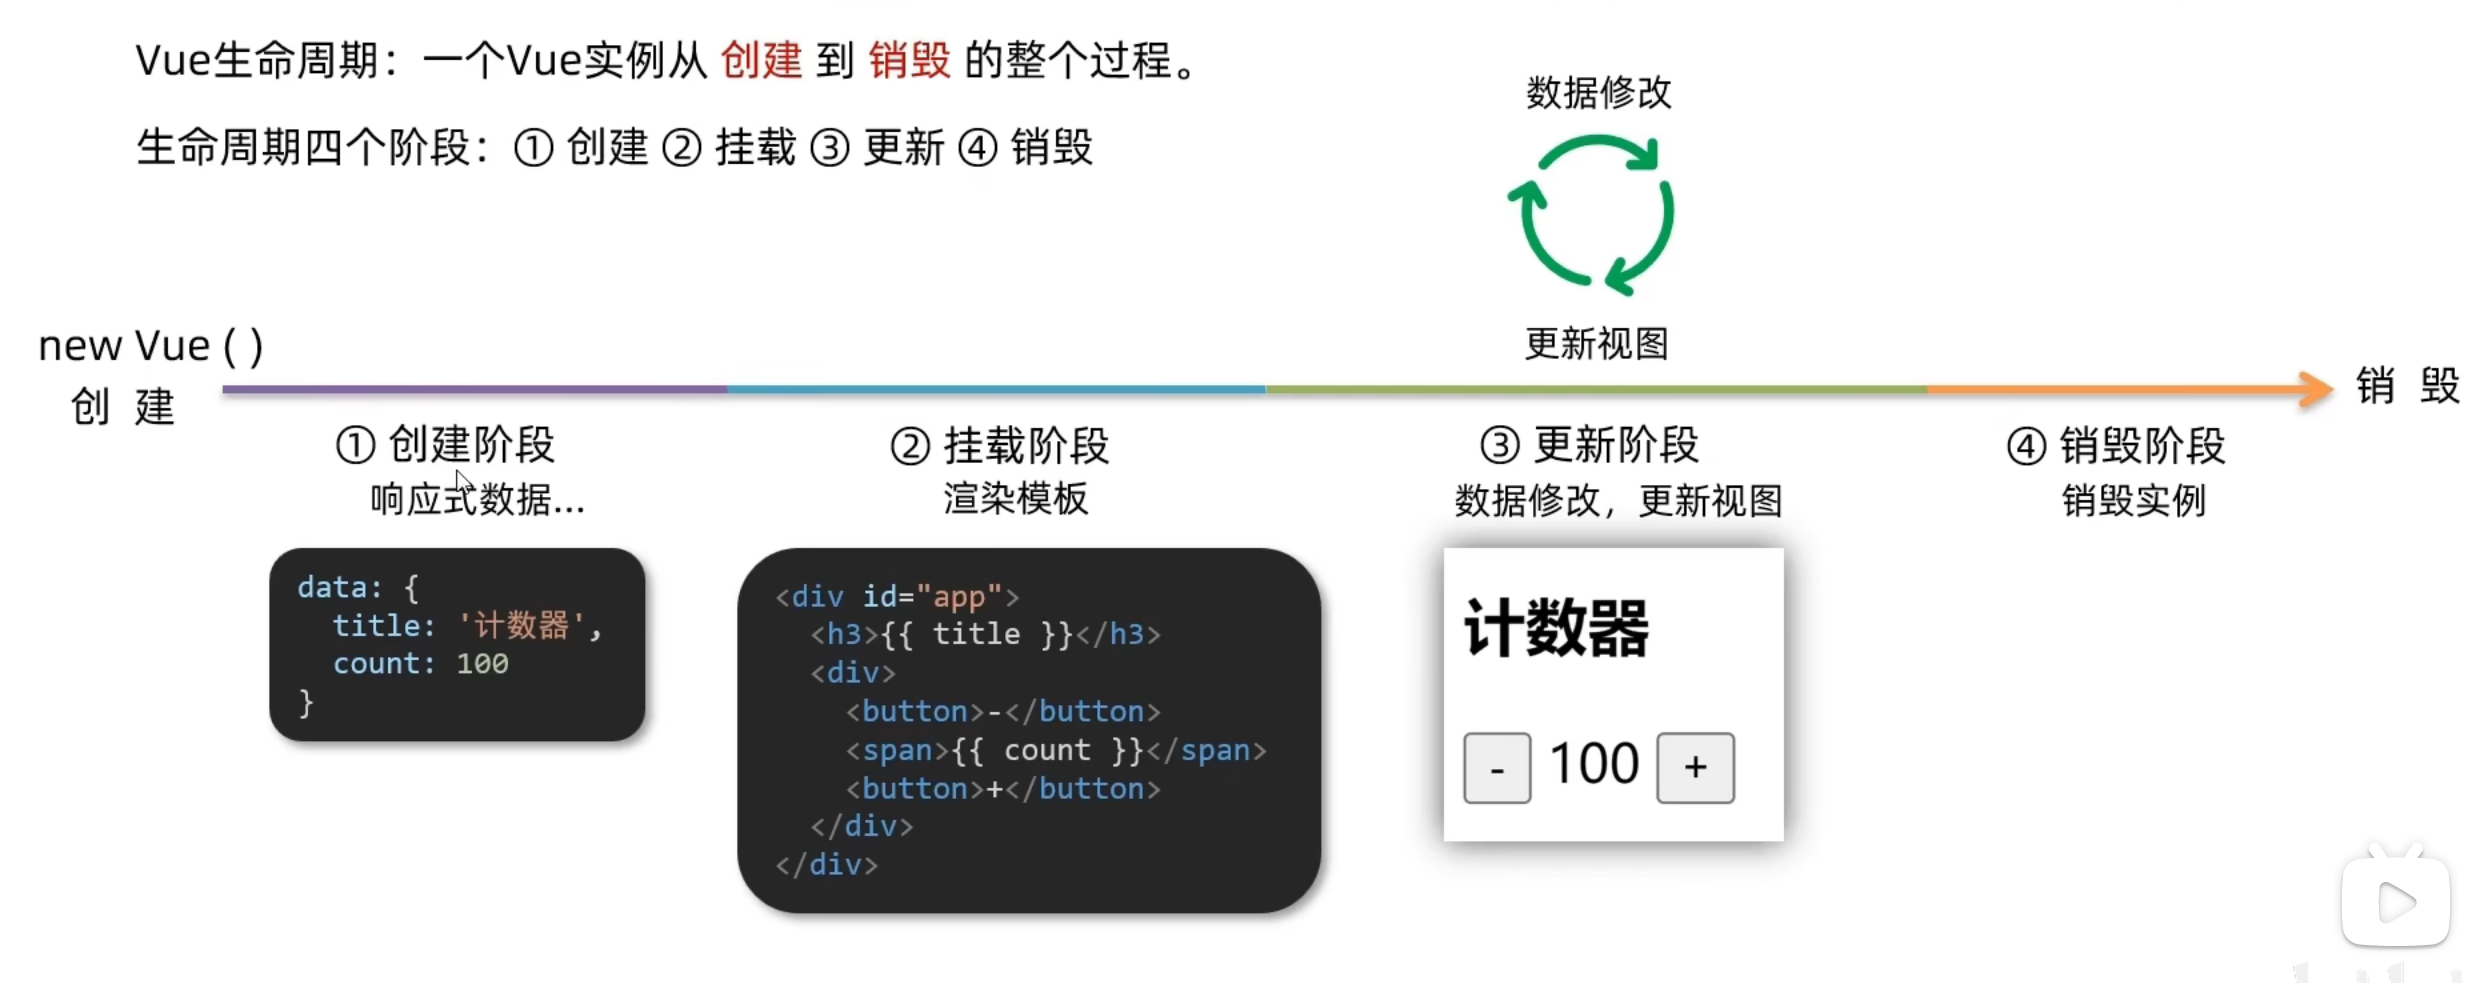 Vue生命周期：一个Vue实例从 创建 到 销毁 的整个过程。
生命周期四个阶段：① 创建 ② 挂载 ③ 更新 ④ 销毁
数据修改
更新视图
new Vue ( )
创 建
销 毁
① 创建阶段
响应式数据...
② 挂载阶段
渲染模板
③ 更新阶段
数据修改，更新视图
④ 销毁阶段
销毁实例
data: {
  title: '计数器',
  count: 100
}
<div id="app">
  <h3>{{ title }}</h3>
  <div>
    <button>-</button>
    <span>{{ count }}</span>
    <button>+</button>
  </div>
</div>
计数器
- 100 +